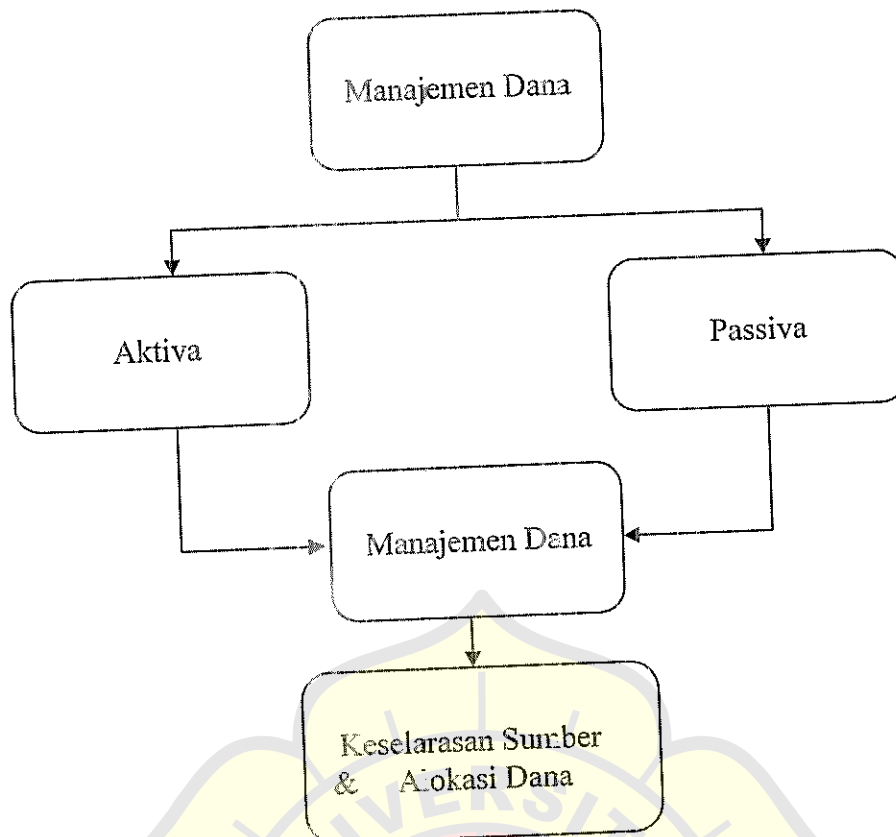 Manajemen Dana
Aktiva
Passiva
Manajemen Dana
Keselarasan Sumber
& Alokasi Dana